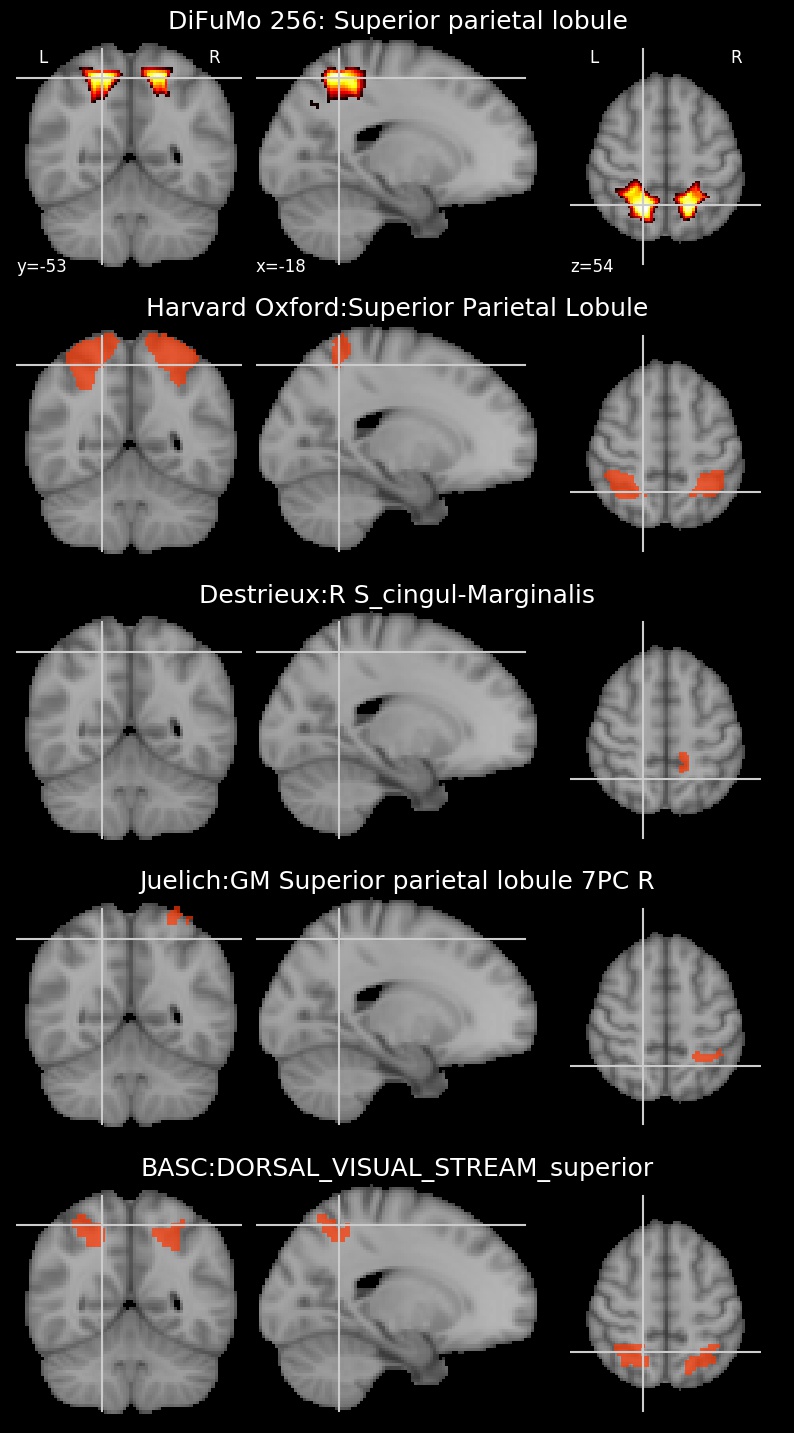 DiFuMo 256: Superior parietal lobule
L R L R
y=-53 x=-18 z=54
Harvard Oxford:Superior Parietal Lobule
Destrieux:R S_cingul-Marginalis
Juelich:GM Superior parietal lobule 7PC R
BASC:DORSAL_VISUAL_STREAM_superior